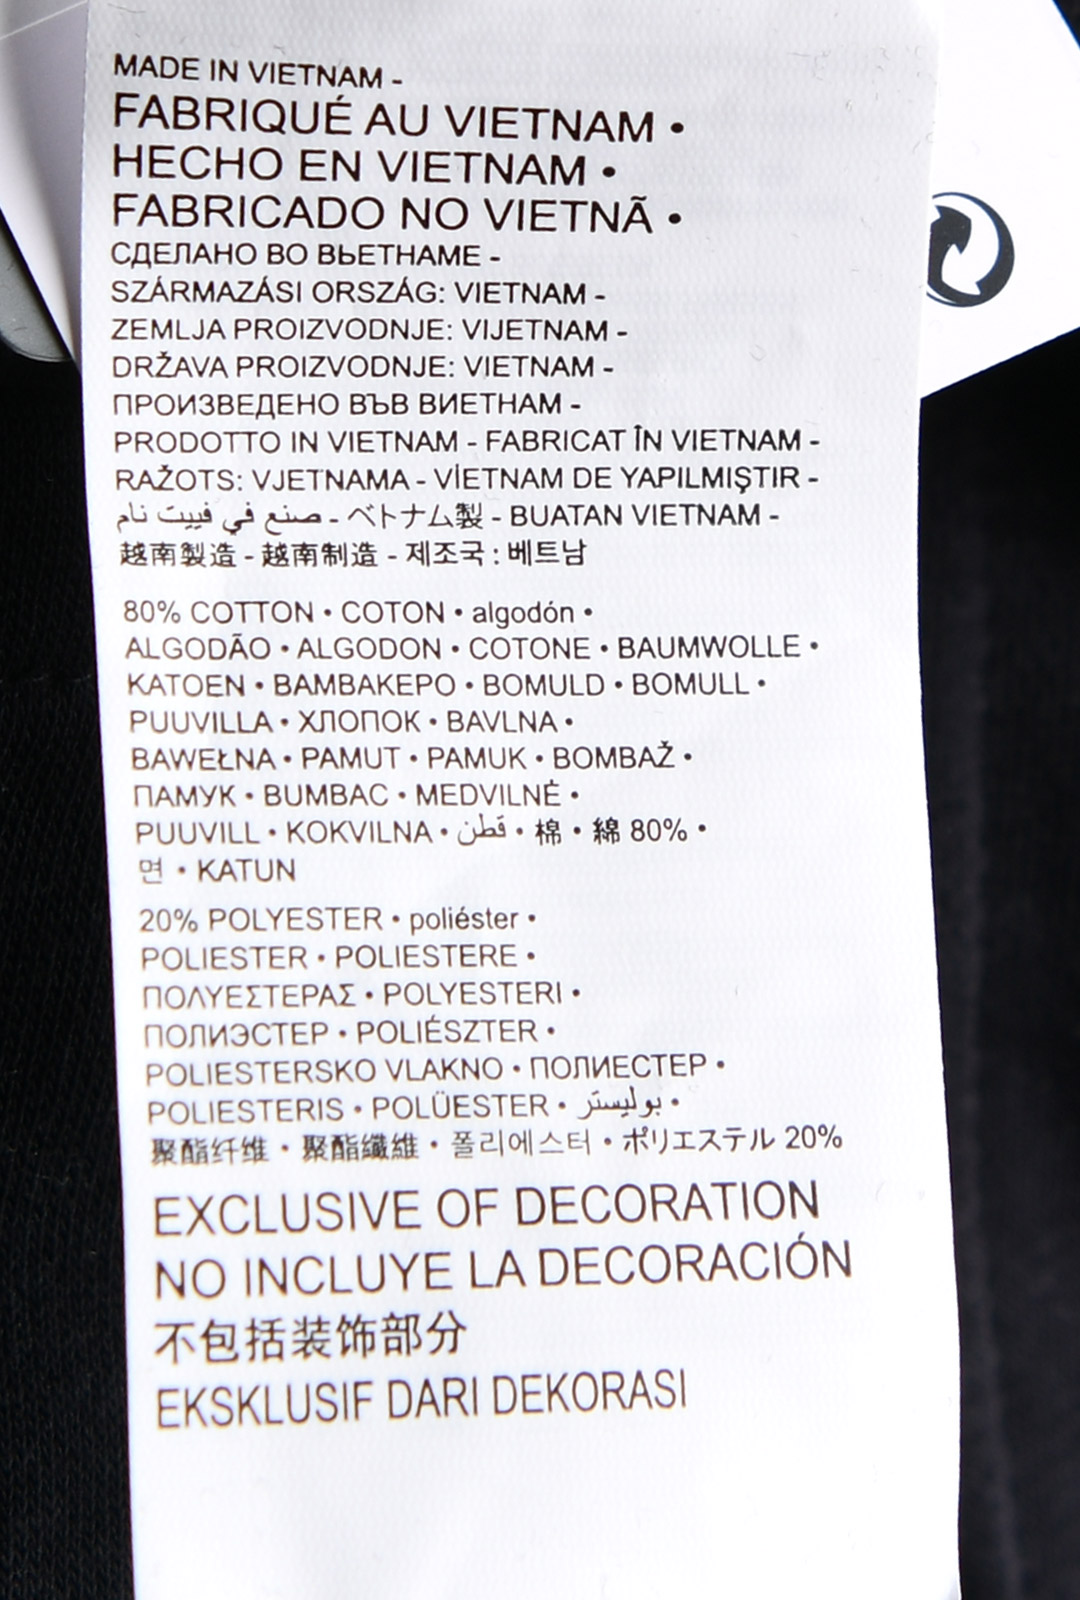 MADE IN VIETNAM -
FABRIQUÉ AU VIETNAM •
HECHO EN VIETNAM •
FABRICADO NO VIETNÃ •
СДЕЛАНО ВО ВЬЕТНАМЕ -
SZÁRMAZÁSI ORSZÁG: VIETNAM -
ZEMLJA PROIZVODNJE: VIJETNAM -
DRŽAVA PROIZVODNJE: VIETNAM -
ПРОИЗВЕДЕНО ВЪВ ВИЕТНАМ -
PRODOTTO IN VIETNAM - FABRICAT ÎN VIETNAM -
RAŽOTS: VJETNAMA - VİETNAM DE YAPILMIŞTIR -
صنع في فييت نام - ベトナム製 - BUATAN VIETNAM -
越南製造 - 越南制造 - 제조국 : 베트남
80% COTTON • COTON • algodón •
ALGODÃO • ALGODON • COTONE • BAUMWOLLE •
KATOEN • ΒΑΜΒΑΚΕΡΟ • BOMULD • BOMULL •
PUUVILLA • ХЛОПОК • BAVLNA •
BAWEŁNA • PAMUT • PAMUK • BOMBAŽ •
ПАМУК • BUMBAC • MEDVILNĖ •
PUUVILL • KOKVILNA • قطن • 棉 • 綿 80% •
면 • KATUN
20% POLYESTER • poliéster •
POLIESTER • POLIESTERE •
ΠΟΛΥΕΣΤΕΡΑΣ • POLYESTERI •
ПОЛИЭСТЕР • POLIÉSZTER •
POLIESTERSKO VLAKNO • ПОЛИЕСТЕР •
POLIESTERIS • POLÜESTER • بوليستر •
聚酯纤维 • 聚酯纖維 • 폴리에스터 • ポリエステル 20%
EXCLUSIVE OF DECORATION
NO INCLUYE LA DECORACIÓN
不包括装饰部分
EKSKLUSIF DARI DEKORASI